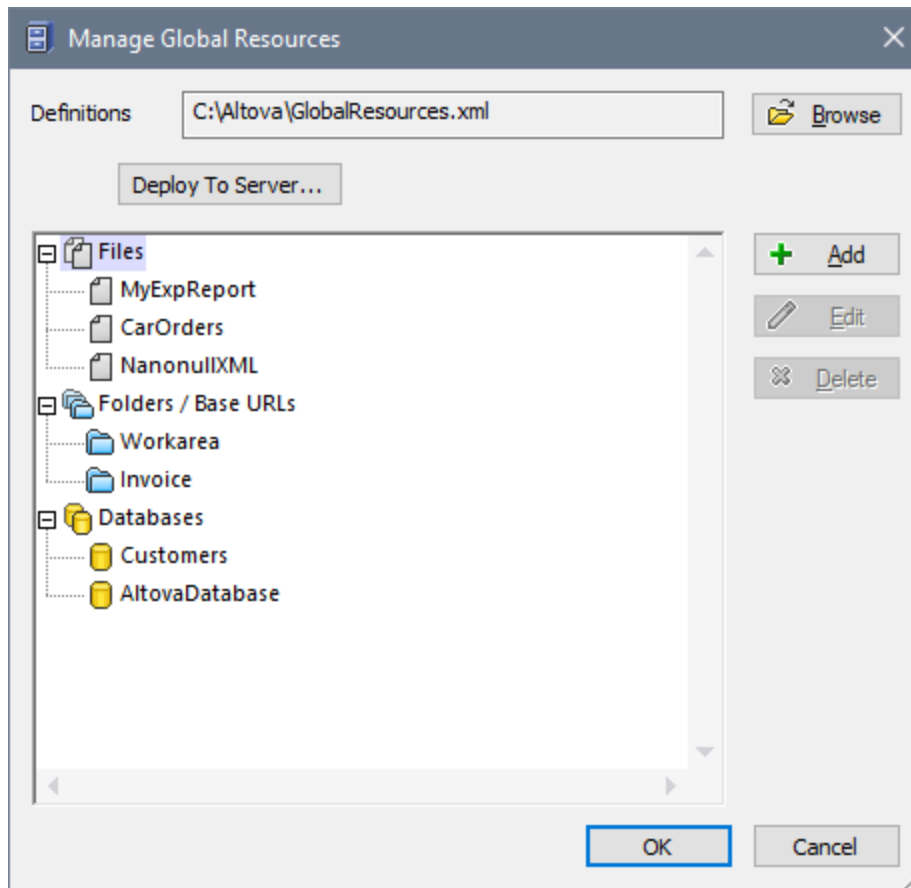 Manage Global Resources
Definitions C:\Altova\GlobalResources.xml Browse
Deploy To Server...
Files
Add
MyExpReport
CarOrders
Edit
NanonullXML
Delete
Folders / Base URLs
Workarea
Invoice
Databases
Customers
AltovaDatabase
OK Cancel